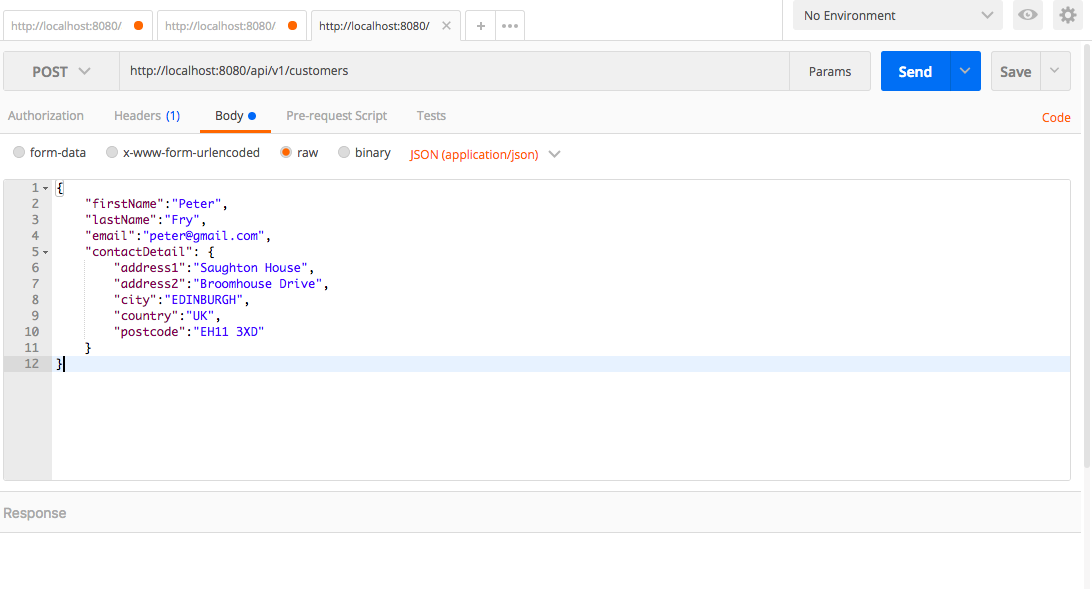 http://localhost:8080/ http://localhost:8080/ http://localhost:8080/ No Environment
POST http://localhost:8080/api/v1/customers Params Send Save
Authorization Headers (1) Body Pre-request Script Tests Code
form-data x-www-form-urlencoded raw binary JSON (application/json)
1 {
2 "firstName":"Peter",
3 "lastName":"Fry",
4 "email":"peter@gmail.com",
5 "contactDetail": {
6 "address1":"Saughton House",
7 "address2":"Broomhouse Drive",
8 "city":"EDINBURGH",
9 "country":"UK",
10 "postcode":"EH11 3XD"
11 }
12 }
Response